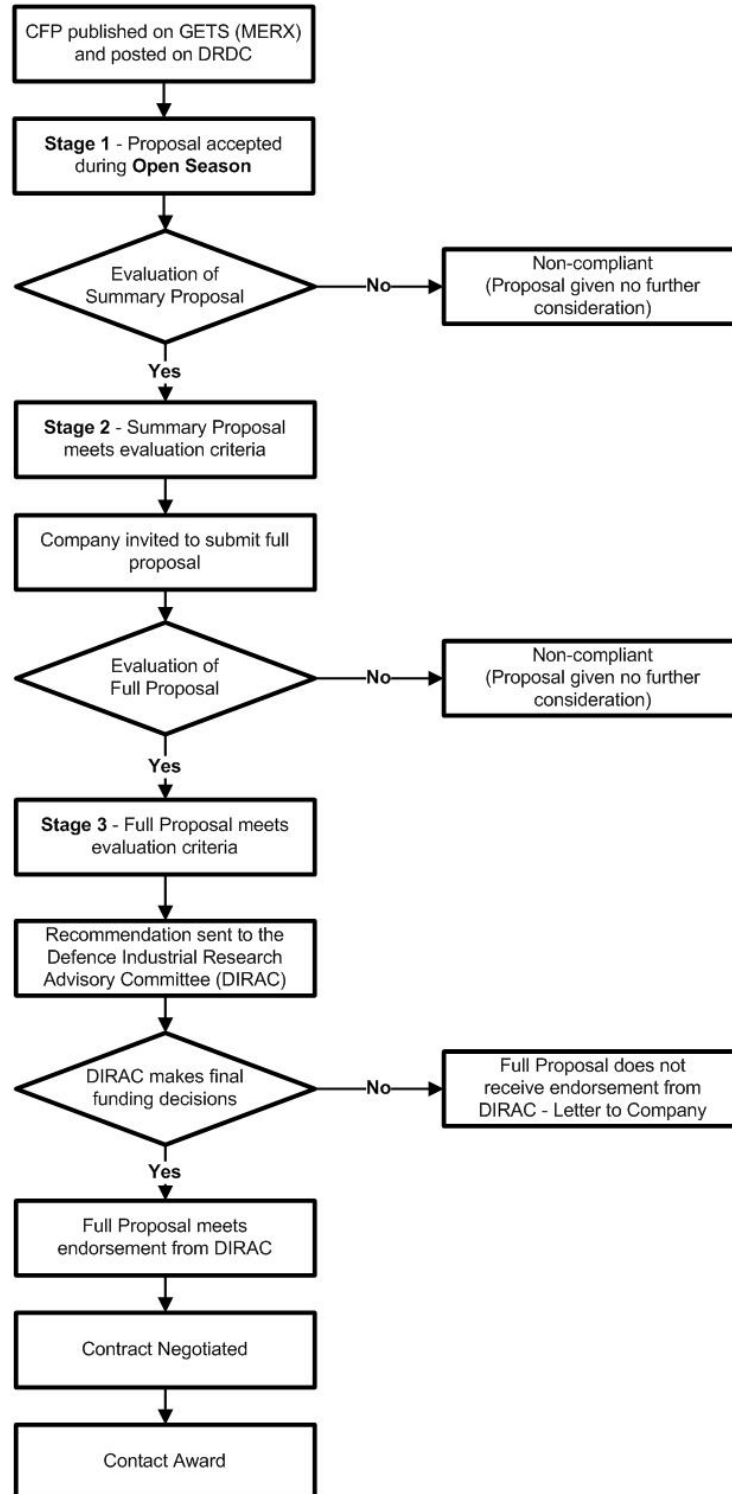 CFP published on GETS (MERX)
and posted on DRDC
Stage 1 - Proposal accepted
during Open Season
Evaluation of
Summary Proposal
No
Non-compliant
(Proposal given no further
consideration)
Yes
Stage 2 - Summary Proposal
meets evaluation criteria
Company invited to submit full
proposal
Evaluation of
Full Proposal
No
Non-compliant
(Proposal given no further
consideration)
Yes
Stage 3 - Full Proposal meets
evaluation criteria
Recommendation sent to the
Defence Industrial Research
Advisory Committee (DIRAC)
DIRAC makes final
funding decisions
No
Full Proposal does not
receive endorsement from
DIRAC - Letter to Company
Yes
Full Proposal meets
endorsement from DIRAC
Contract Negotiated
Contact Award